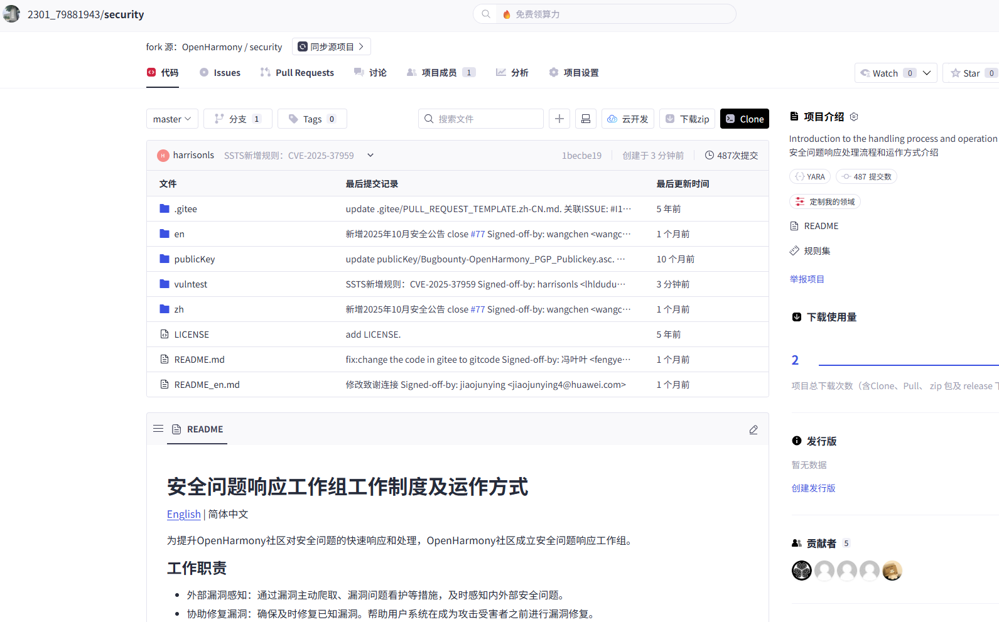 2301_79881943/security
免费领算力
fork 源：OpenHarmony / security
同步源项目
代码
Issues
Pull Requests
讨论
项目成员 1
分析
项目设置
Watch 0
Star 0
master
分支 1
Tags 0
搜索文件
云开发
下载zip
Clone
harrisonls SSTS新增规则：CVE-2025-37959
1becbe19
创建于 3 分钟前
487次提交
文件 最后提交记录 最后更新时间
.gitee update .gitee/PULL_REQUEST_TEMPLATE.zh-CN.md. 关联ISSUE: #I1··· 5 年前
en 新增2025年10月安全公告 close #77 Signed-off-by: wangchen <wangc··· 1 个月前
publicKey update publicKey/Bugbounty-OpenHarmony_PGP_Publickey.asc. ··· 10 个月前
vulntest SSTS新增规则：CVE-2025-37959 Signed-off-by: harrisonls <lhldudu··· 3 分钟前
zh 新增2025年10月安全公告 close #77 Signed-off-by: wangchen <wangc··· 1 个月前
LICENSE add LICENSE. 5 年前
README.md fix:change the code in gitee to gitcode Signed-off-by: 冯叶叶 <fengye··· 1 个月前
README_en.md 修改致谢连接 Signed-off-by: jiaojunying <jiaojunying4@huawei.com> 1 个月前
README
安全问题响应工作组工作制度及运作方式
English | 简体中文
为提升OpenHarmony社区对安全问题的快速响应和处理，OpenHarmony社区成立安全问题响应工作组。
工作职责
• 外部漏洞感知：通过漏洞主动爬取、漏洞问题看护等措施，及时感知内外部安全问题。
• 协助修复漏洞：确保及时修复已知漏洞。帮助用户系统在成为攻击受害者之前进行漏洞修复。
项目介绍
Introduction to the handling process and operation
安全问题响应处理流程和运作方式介绍
YARA
487 提交数
定制我的领域
README
规则集
举报项目
下载使用量
2
项目总下载次数（含Clone、Pull、 zip 包及 release 下
发行版
暂无数据
创建发行版
贡献者 5